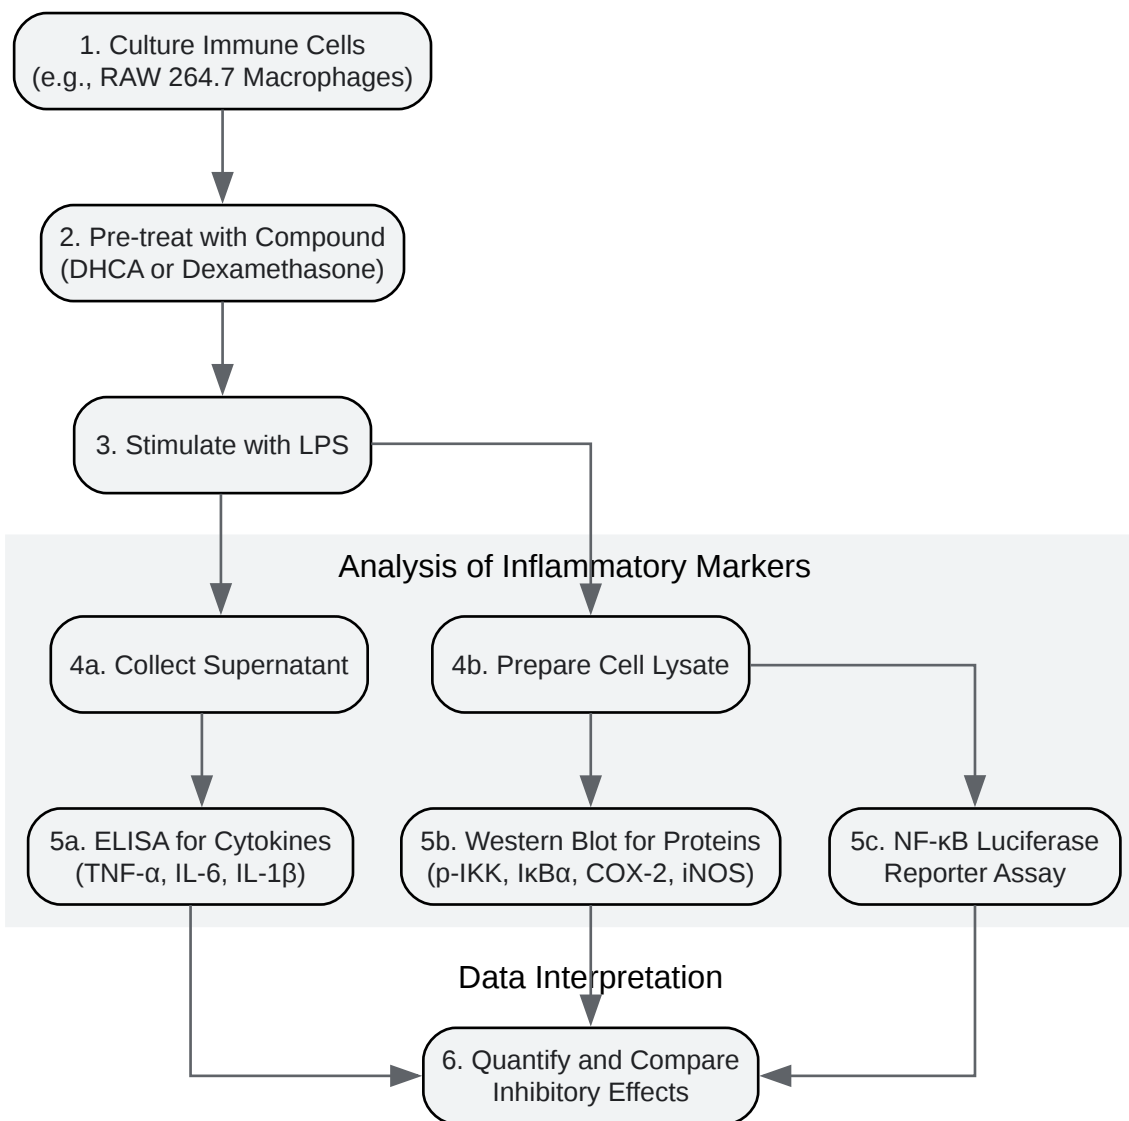 1. Culture Immune Cells
(e.g., RAW 264.7 Macrophages)
2. Pre-treat with Compound
(DHCA or Dexamethasone)
3. Stimulate with LPS
Analysis of Inflammatory Markers
4a. Collect Supernatant
4b. Prepare Cell Lysate
5a. ELISA for Cytokines
(TNF-α, IL-6, IL-1β)
5b. Western Blot for Proteins
(p-IKK, IκBα, COX-2, iNOS)
5c. NF-κB Luciferase
Reporter Assay
Data Interpretation
6. Quantify and Compare
Inhibitory Effects